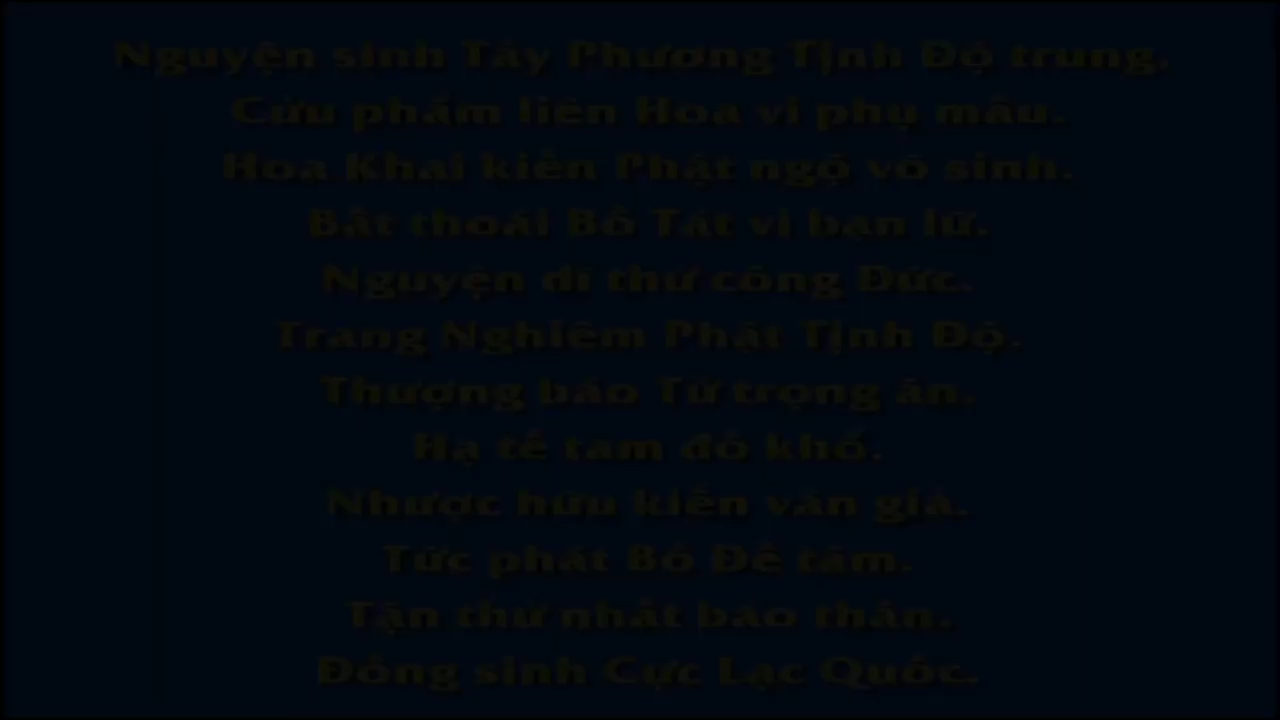 Nguyện sinh Tây Phương Tịnh Độ trung.
Cửu phẩm liên Hoa vi phụ mẫu.
Hoa Khai kiến Phật ngộ vô sinh.
Bất thoái Bồ Tát vi bạn lữ.
Nguyện dĩ thử công Đức.
Trang Nghiêm Phật Tịnh Độ.
Thượng báo Tứ trọng ân.
Hạ tế tam đồ khổ.
Nhược hữu kiến văn giả.
Tức phát Bồ Đề tâm.
Tận thử nhất báo thân.
Đồng sinh Cực Lạc Quốc.